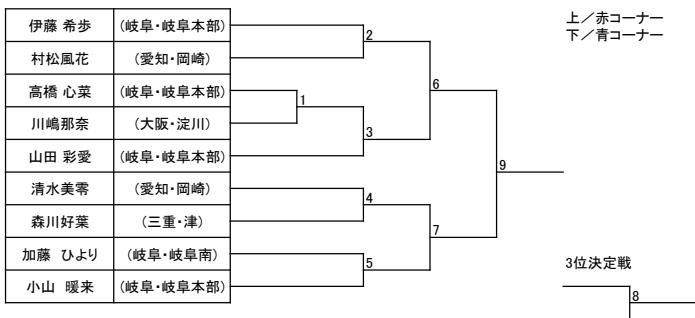 伊藤 希歩 (岐阜・岐阜本部)
村松風花 (愛知・岡崎)
高橋 心菜 (岐阜・岐阜本部)
川嶋那奈 (大阪・淀川)
山田 彩愛 (岐阜・岐阜本部)
清水美零 (愛知・岡崎)
森川好葉 (三重・津)
加藤 ひより (岐阜・岐阜南)
小山 暖来 (岐阜・岐阜本部)
2
1
3
6
4
5
7
9
上／赤コーナー
下／青コーナー
3位決定戦
8